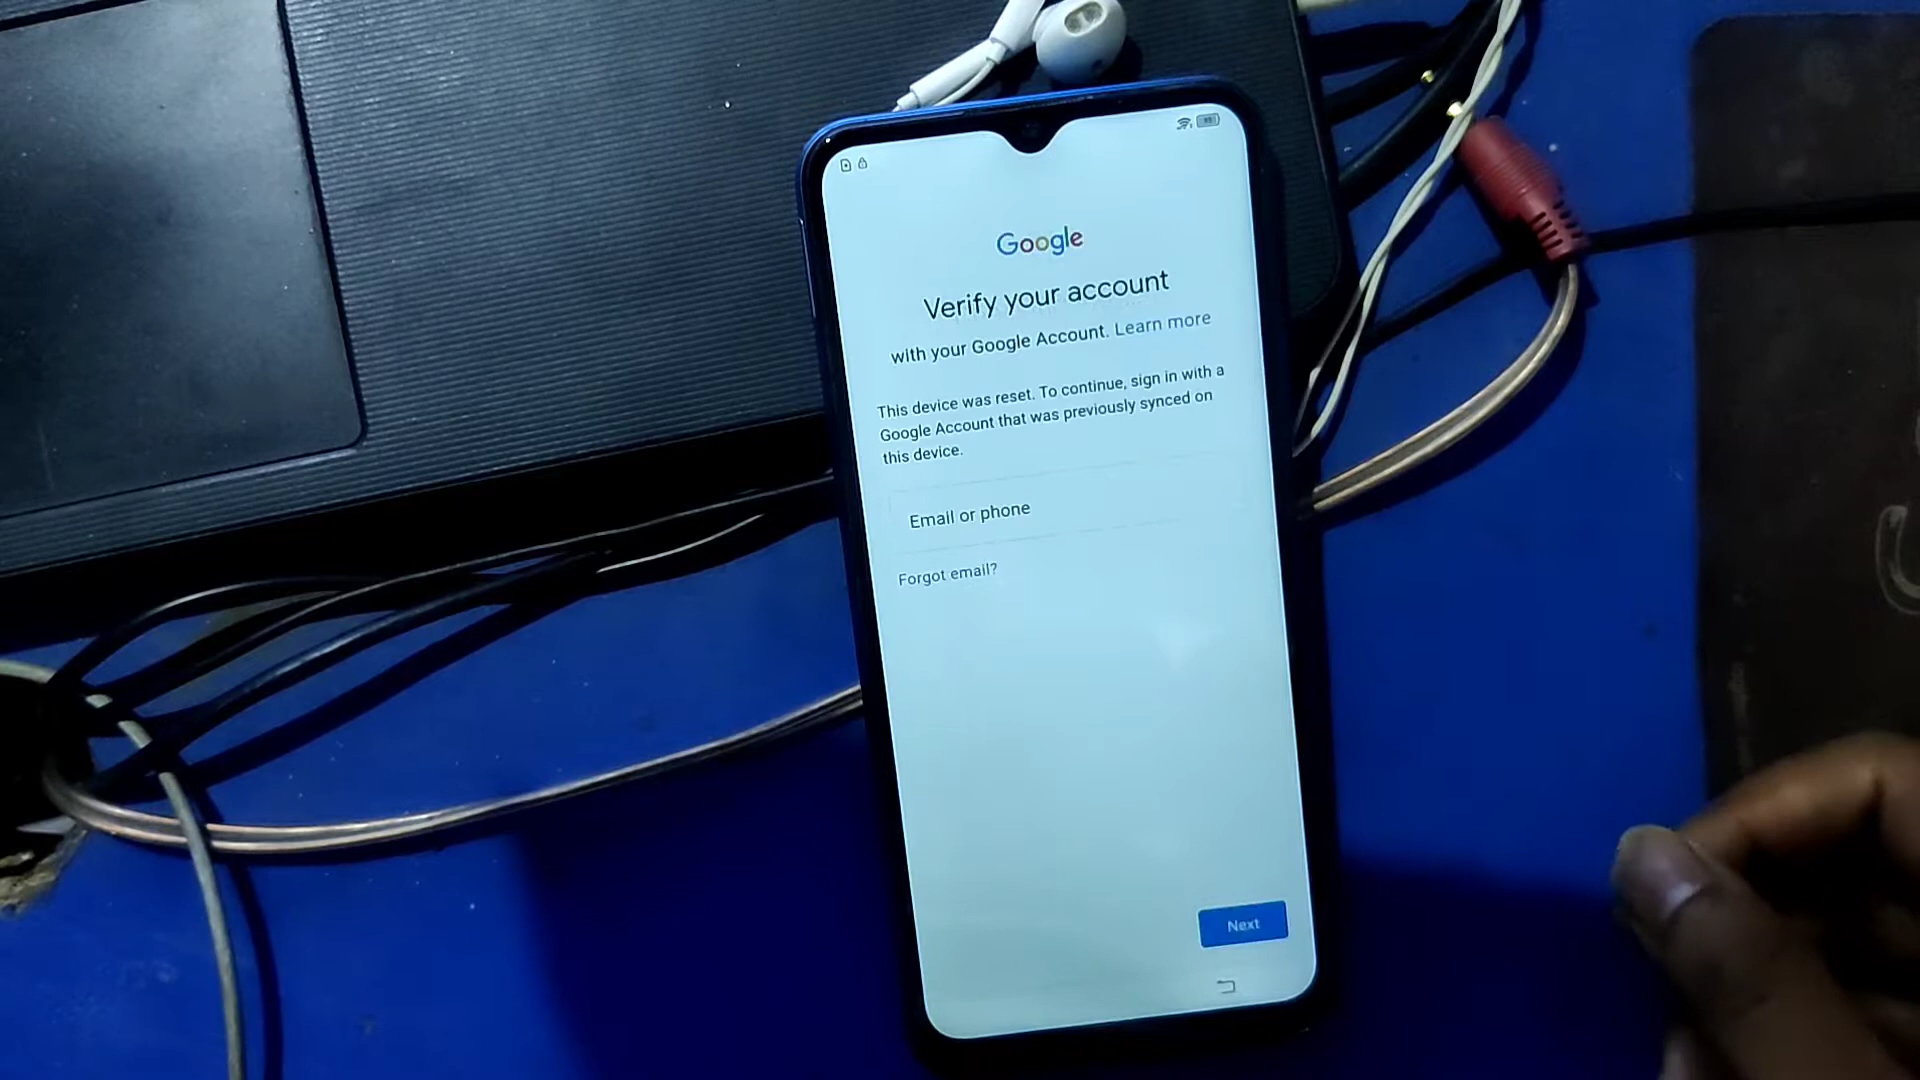 Google
Verify your account
with your Google Account. Learn more
This device was reset. To continue, sign in with a
Google Account that was previously synced on
this device.
Email or phone
Forgot email?
Next